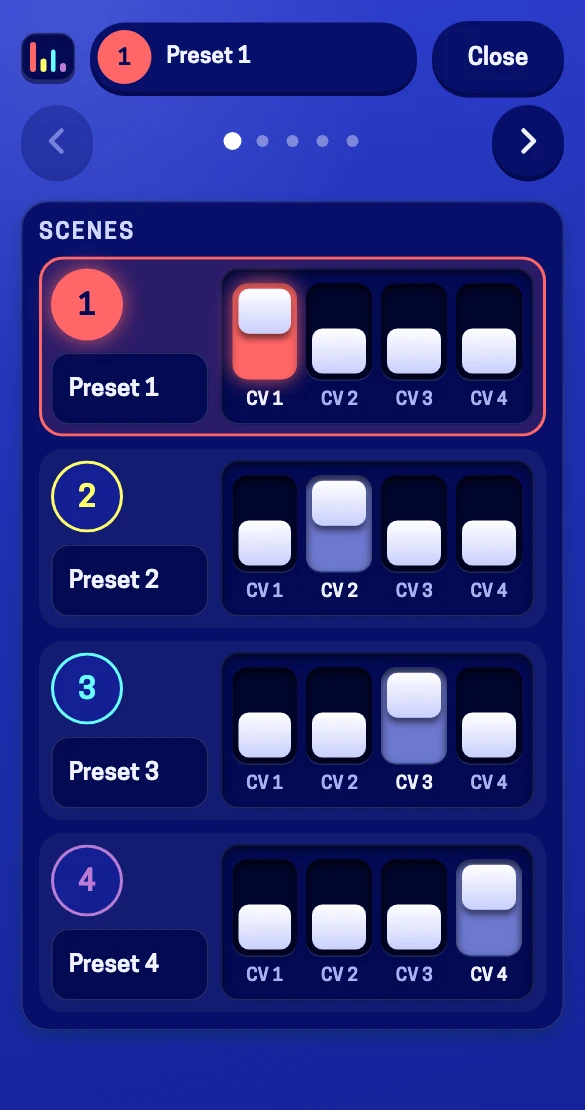 1 Preset 1 Close
SCENES
1
Preset 1
CV 1 CV 2 CV 3 CV 4
2
Preset 2
CV 1 CV 2 CV 3 CV 4
3
Preset 3
CV 1 CV 2 CV 3 CV 4
4
Preset 4
CV 1 CV 2 CV 3 CV 4